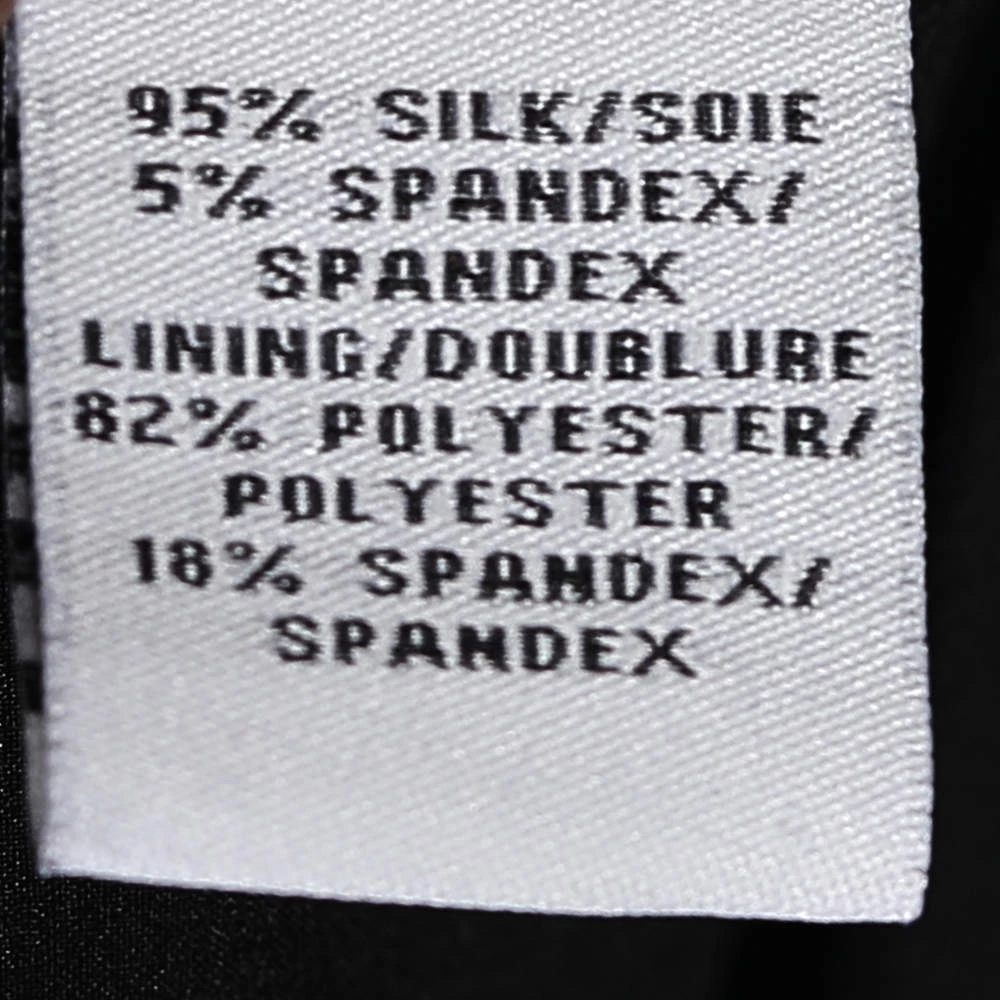 95% SILK/SOIE
5% SPANDEX/
SPANDEX
LINING/DOUBLURE
82% POLYESTER/
POLYESTER
18% SPANDEX/
SPANDEX